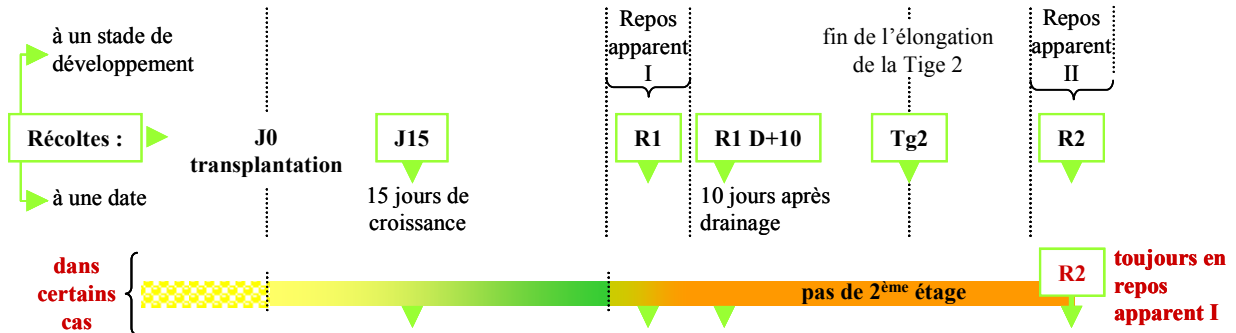 à un stade de
développement
Récoltes :
à une date
J0
transplantation
J15
15 jours de
croissance
Repos
apparent
I
R1
R1 D+10
10 jours après
drainage
fin de l'élongation
de la Tige 2
Tg2
Repos
apparent
II
R2
dans
certains
cas
pas de 2ème étage
R2
toujours en
repos
apparent I